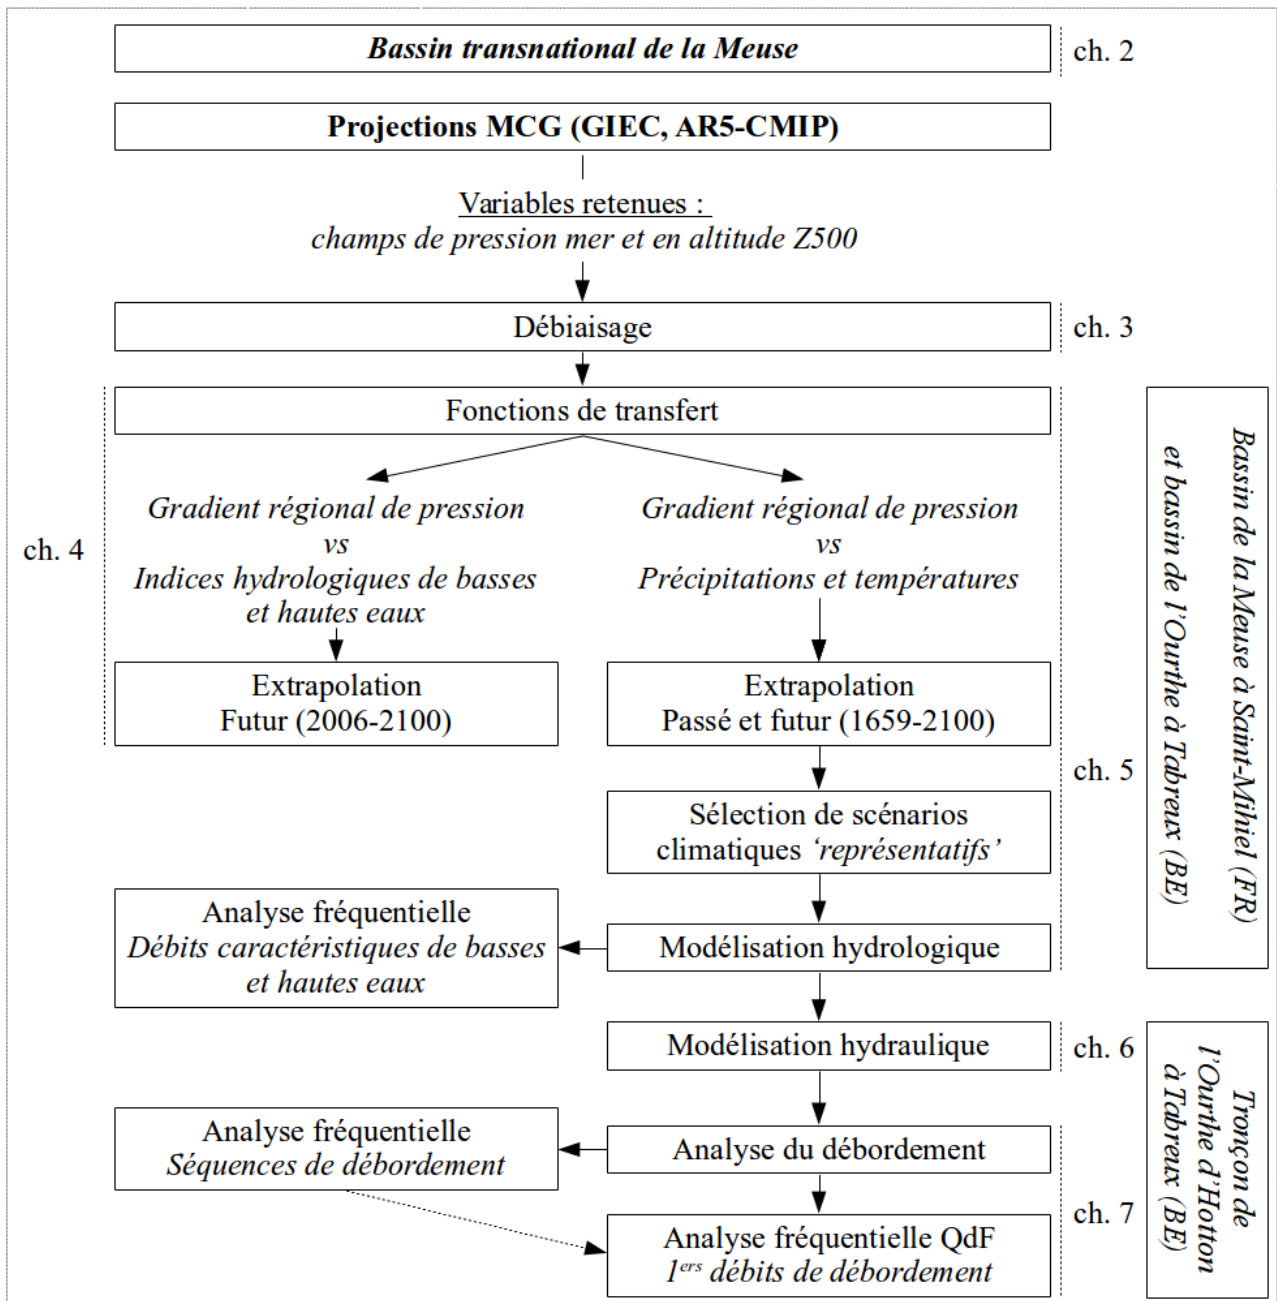 Bassin transnational de la Meuse
ch. 2
Projections MCG (GIEC, AR5-CMIP)
Variables retenues :
champs de pression mer et en altitude Z500
Débiaisage
ch. 3
Fonctions de transfert
Gradient régional de pression
vs
Indices hydrologiques de basses
et hautes eaux
Gradient régional de pression
vs
Précipitations et températures
ch. 4
Extrapolation
Futur (2006-2100)
Extrapolation
Passé et futur (1659-2100)
Sélection de scénarios
climatiques ‘représentatifs’
ch. 5
Bassin de la Meuse à Saint-Mihiel (FR)
et bassin de l’Ourthe à Tabreux (BE)
Analyse fréquentielle
Débits caractéristiques de basses
et hautes eaux
Modélisation hydrologique
Modélisation hydraulique
ch. 6
Tronçon de
l’Ourthe d’Hotton
à Tabreux (BE)
Analyse fréquentielle
Séquences de débordement
Analyse du débordement
ch. 7
Analyse fréquentielle QdF
1ers débits de débordement